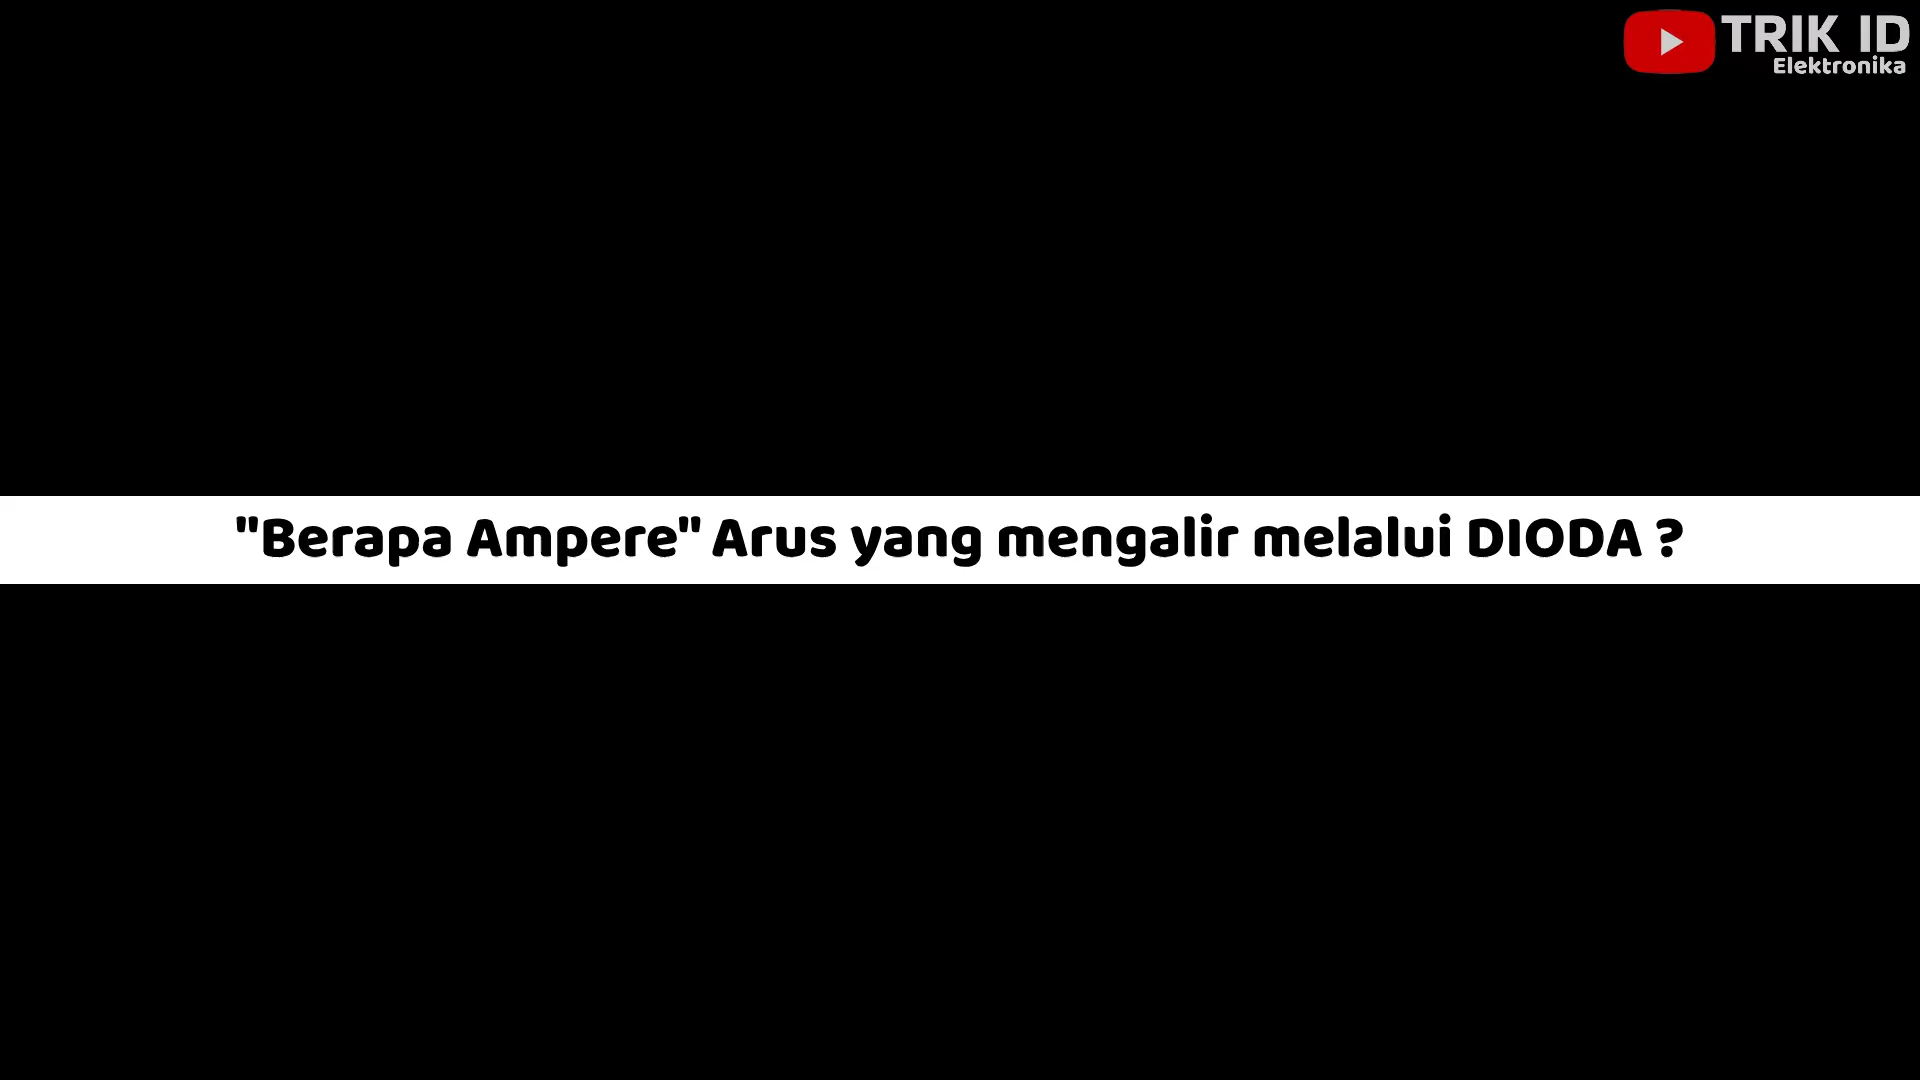 TRIK ID
Elektronika
"Berapa Ampere" Arus yang mengalir melalui DIODA ?